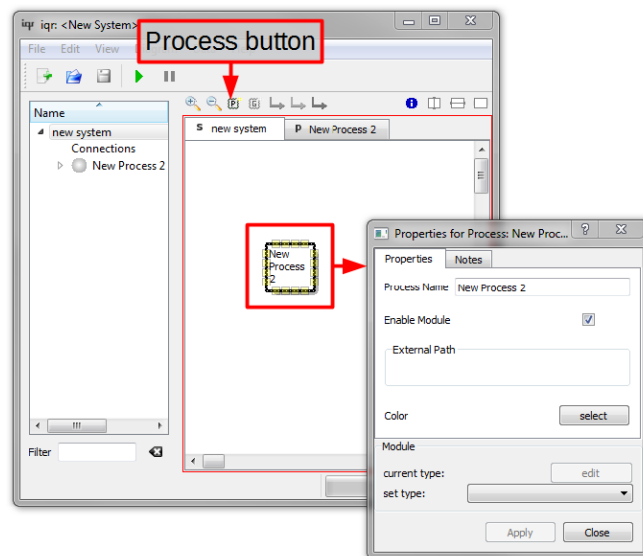 iqr iqr: <New System>
Process button
File Edit View
Name
new system
Connections
New Process 2
Filter
P G
S new system
P New Process 2
New
Process
2
Properties for Process: New Proc...
Properties Notes
Process Name New Process 2
Enable Module
External Path
Color select
Module
current type: edit
set type:
Apply Close